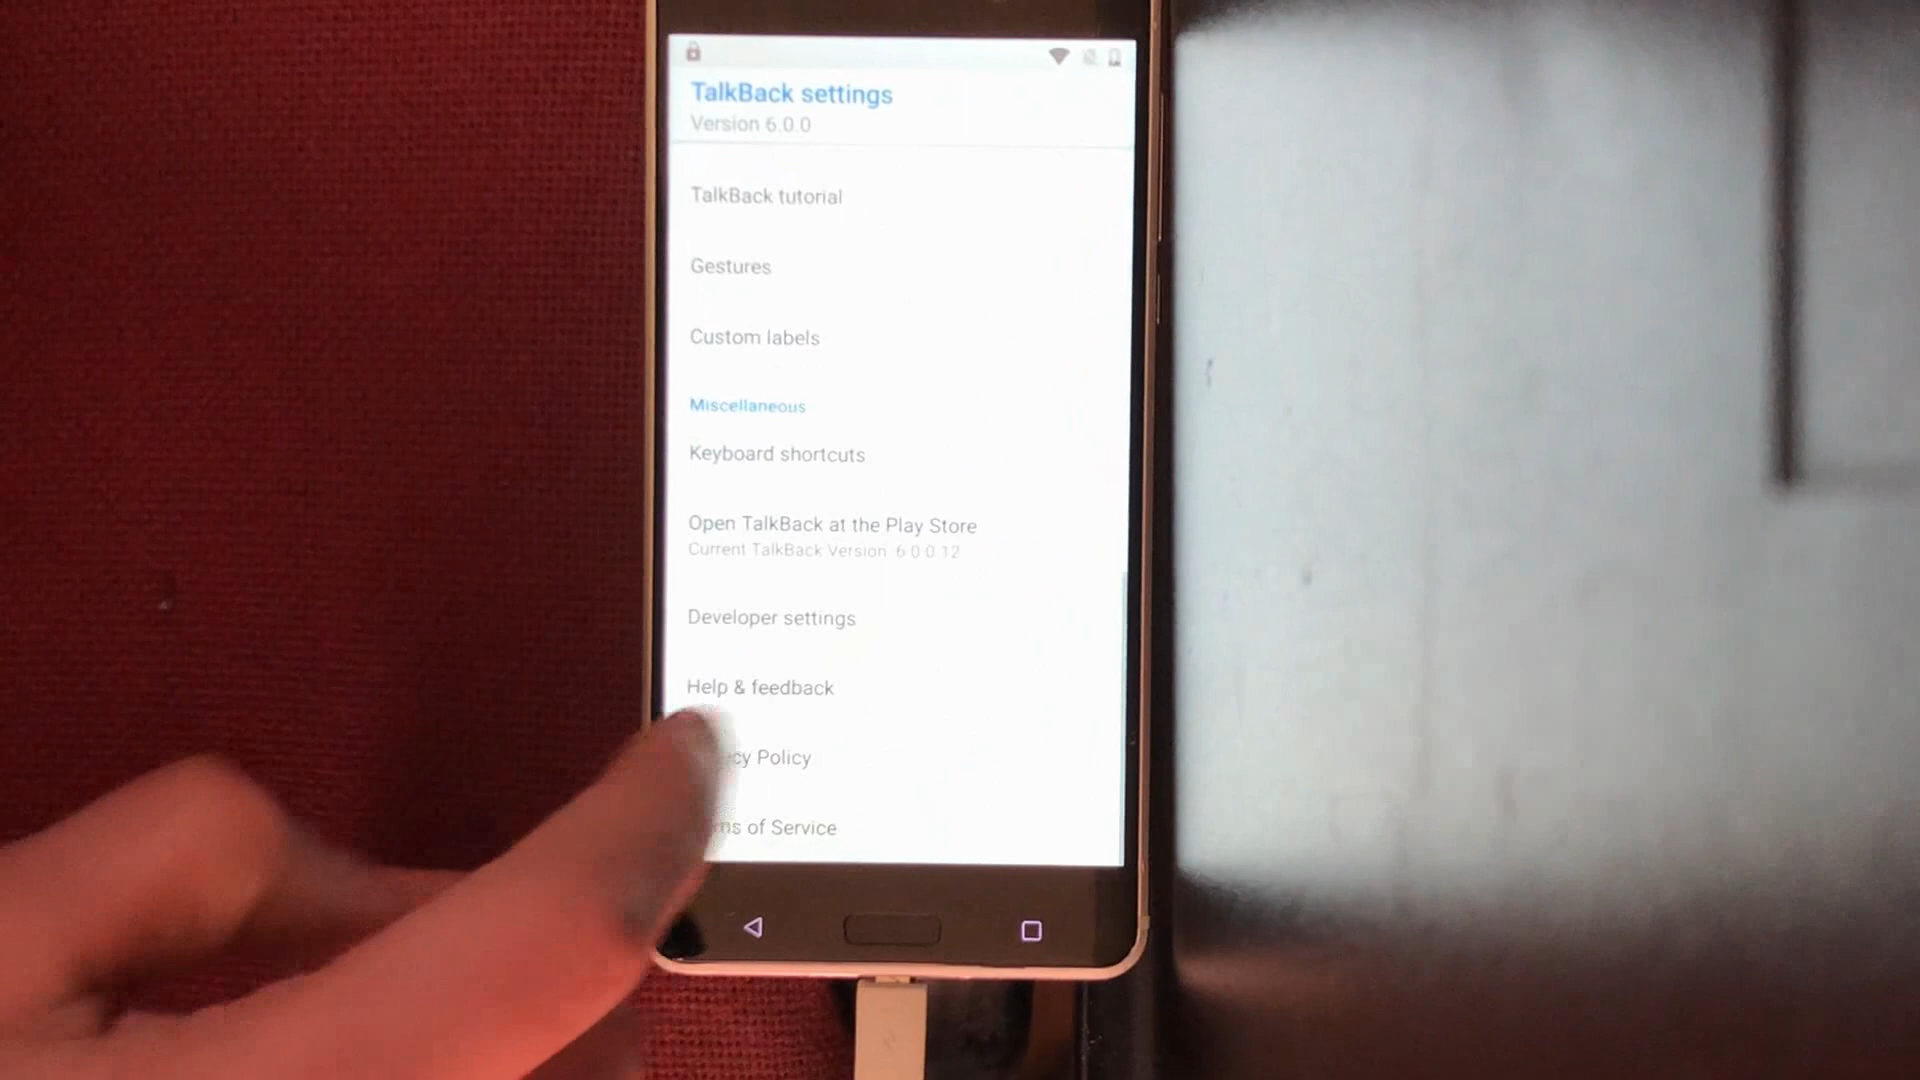 TalkBack settings
Version 6.0.0
TalkBack tutorial
Gestures
Custom labels
Miscellaneous
Keyboard shortcuts
Open TalkBack at the Play Store
Current TalkBack Version 6.0.0.12
Developer settings
Help & feedback
cy Policy
ms of Service